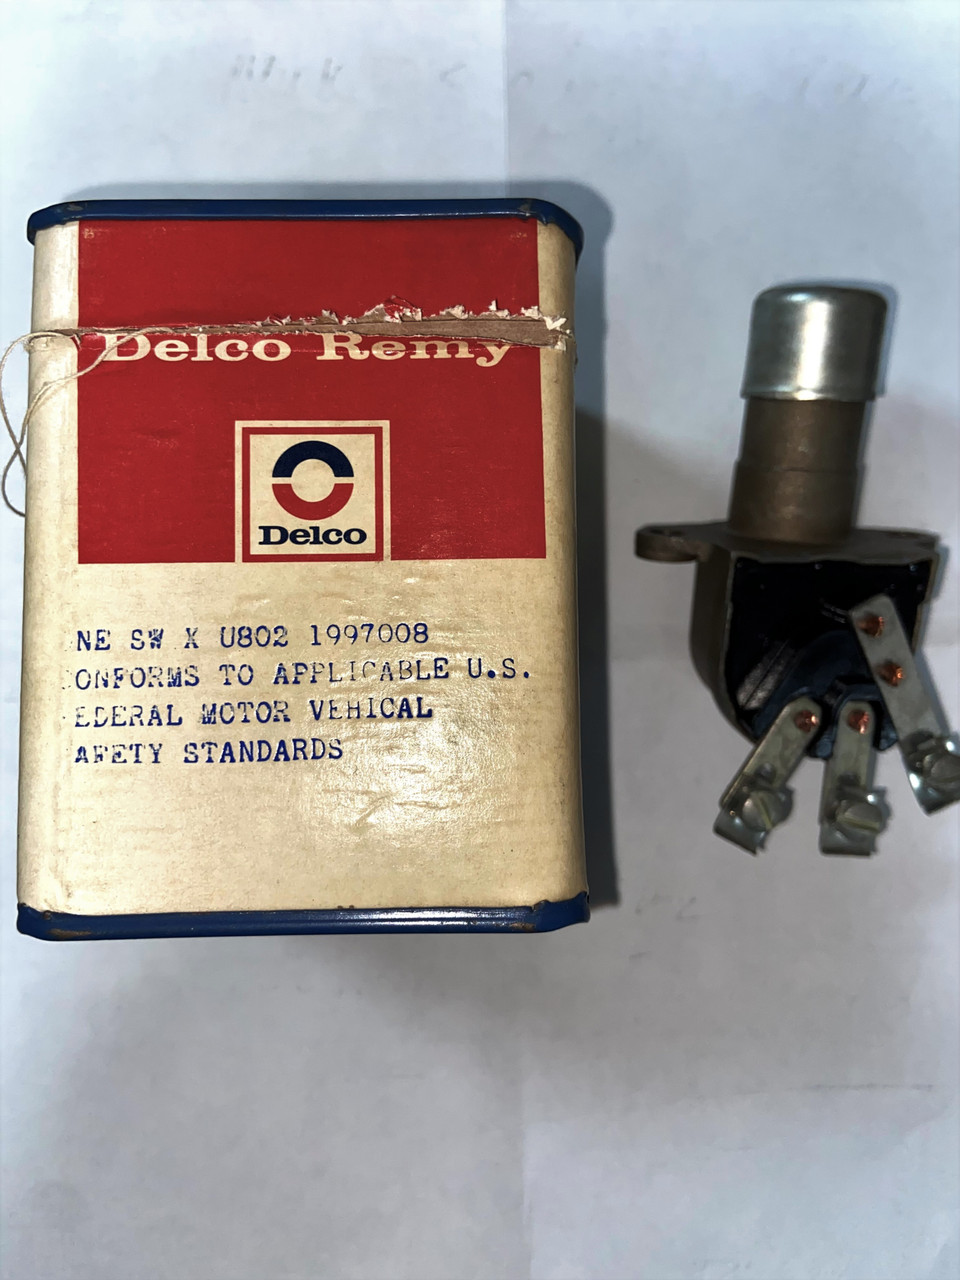 Delco Remy
Delco
NE SW X U802 1997008
ONFORMS TO APPLICABLE U.S.
EDERAL MOTOR VEHICAL
AFETY STANDARDS